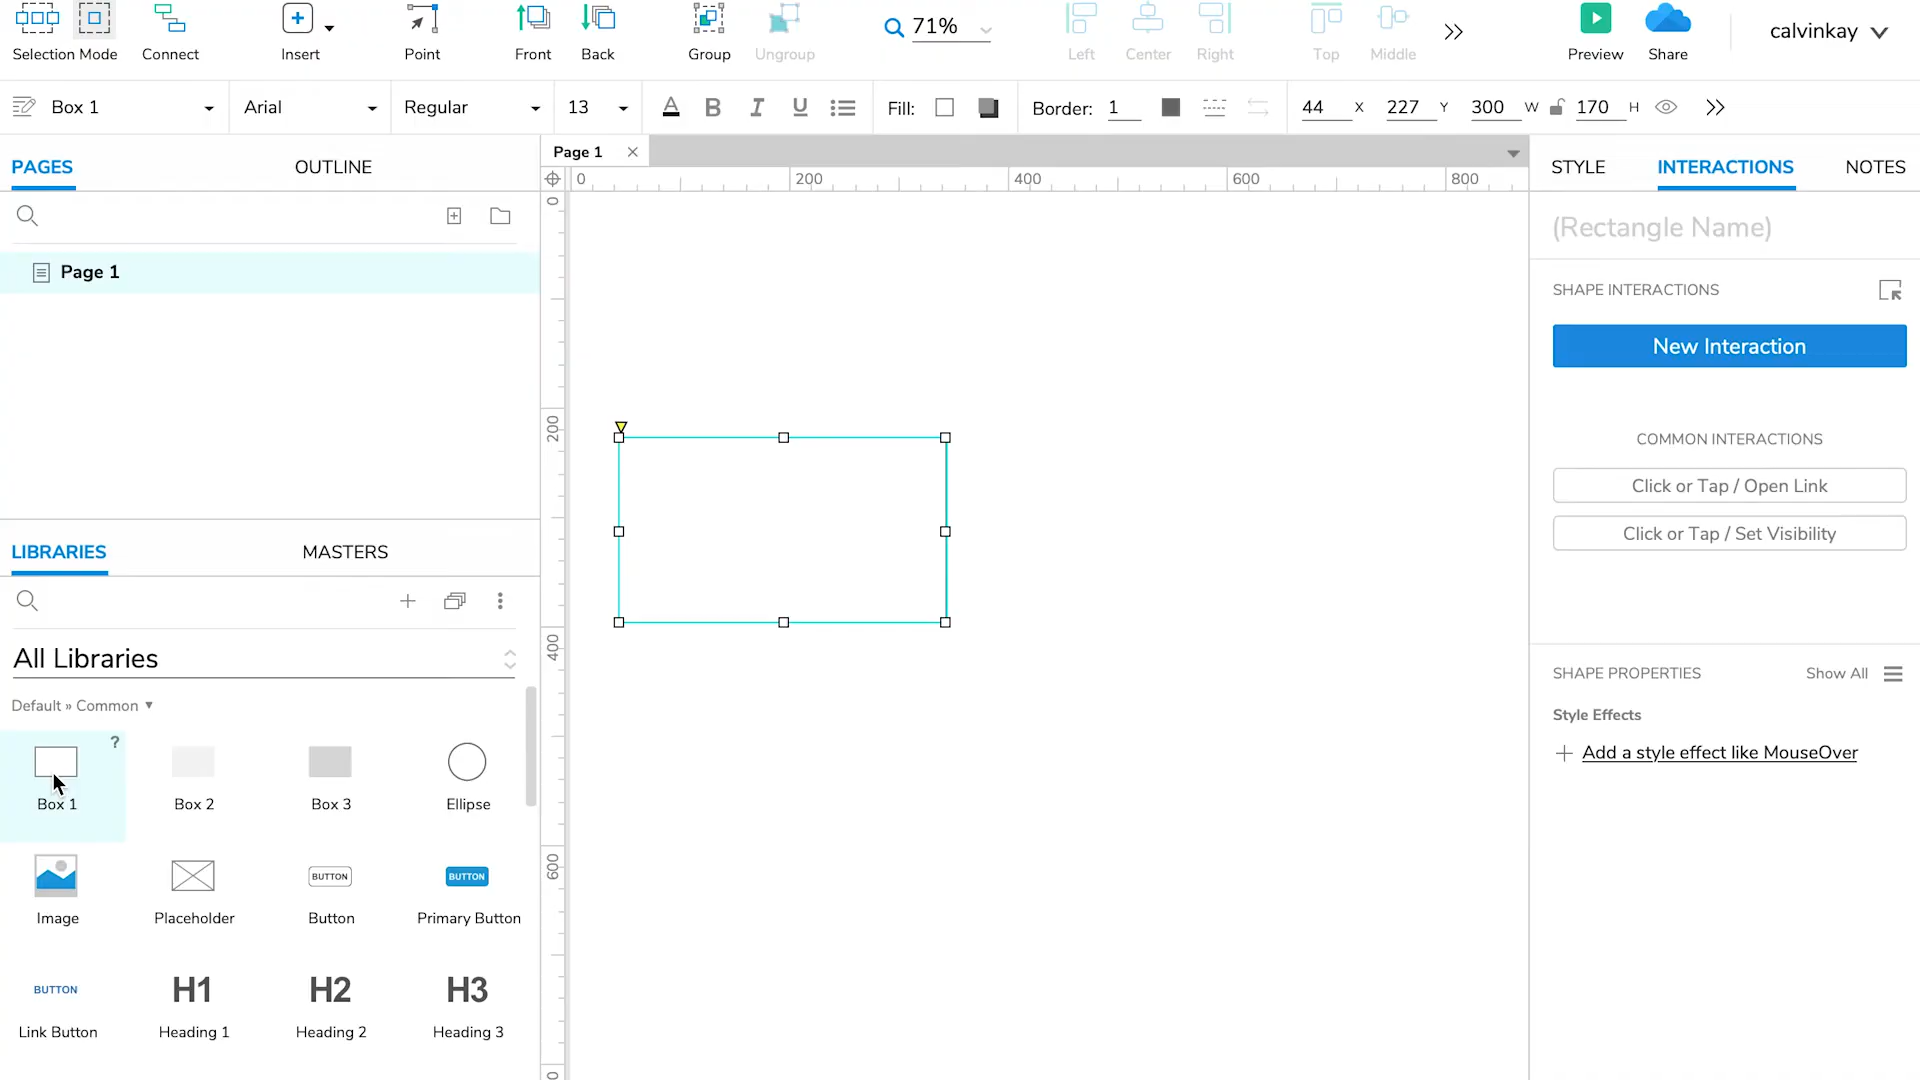 71%
calvinkay
Selection Mode Connect Insert Point Front Back Group Ungroup Left Center Right Top Middle Preview Share
Box 1 Arial Regular 13 A B I U Fill: Border: 1 44 X 227 Y 300 W 170 H
PAGES OUTLINE
Page 1
0 200 400 600 800
STYLE INTERACTIONS NOTES
Page 1
0
200
400
600
0
LIBRARIES MASTERS
All Libraries
Default » Common
?
Box 1 Box 2 Box 3 Ellipse
BUTTON BUTTON
Image Placeholder Button Primary Button
BUTTON H1 H2 H3
Link Button Heading 1 Heading 2 Heading 3
(Rectangle Name)
SHAPE INTERACTIONS
New Interaction
COMMON INTERACTIONS
Click or Tap / Open Link
Click or Tap / Set Visibility
SHAPE PROPERTIES Show All
Style Effects
Add a style effect like MouseOver